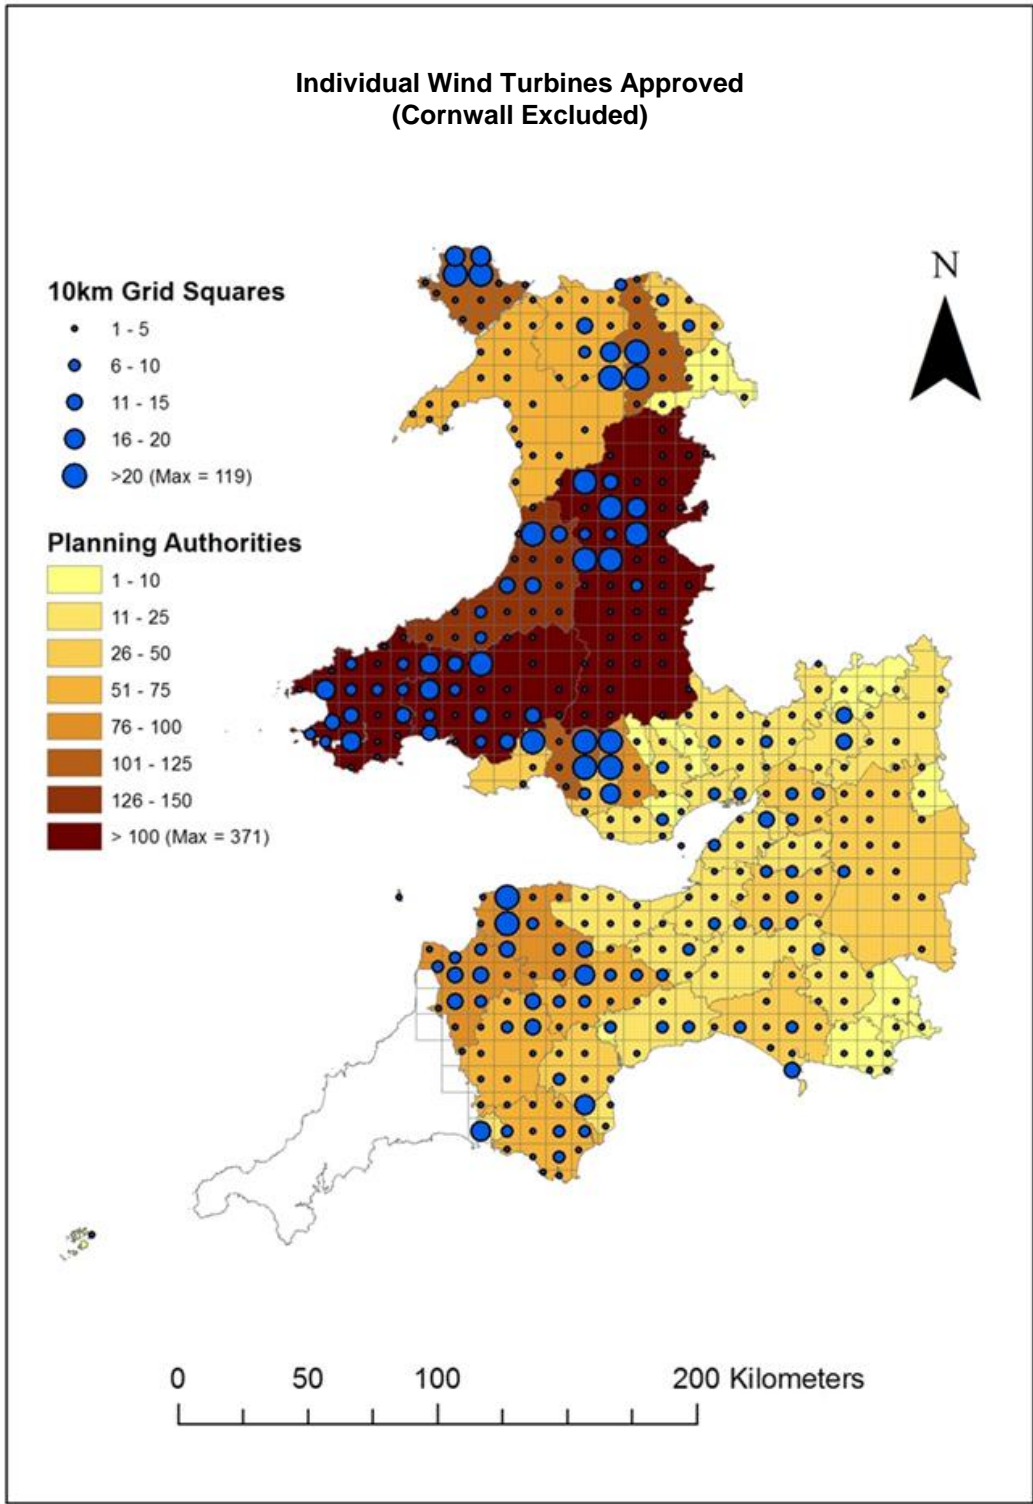 Individual Wind Turbines Approved
(Cornwall Excluded)
N
10km Grid Squares
1 - 5
6 - 10
11 - 15
16 - 20
>20 (Max = 119)
Planning Authorities
1 - 10
11 - 25
26 - 50
51 - 75
76 - 100
101 - 125
126 - 150
> 100 (Max = 371)
0 50 100 200 Kilometers